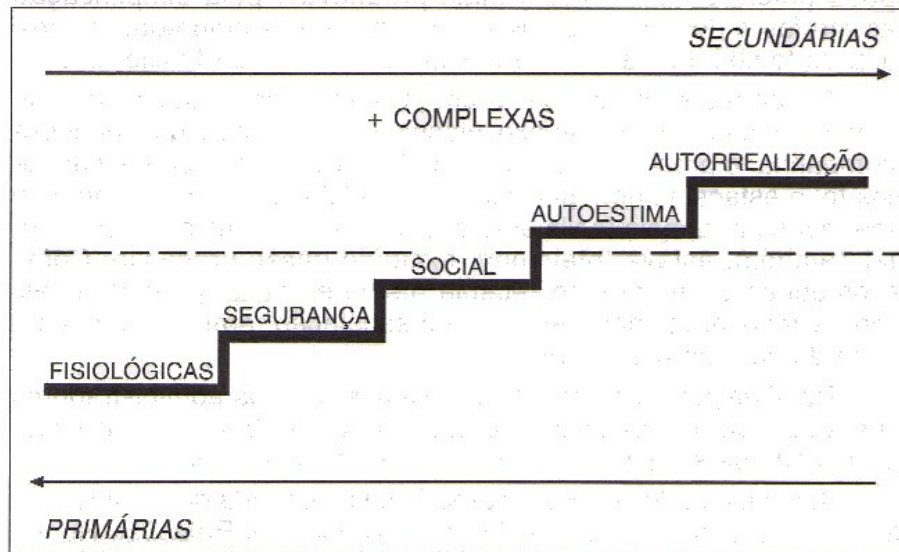 SECUNDÁRIAS
+ COMPLEXAS
AUTORREALIZAÇÃO
AUTOESTIMA
SOCIAL
SEGURANÇA
FISIOLÓGICAS
PRIMÁRIAS